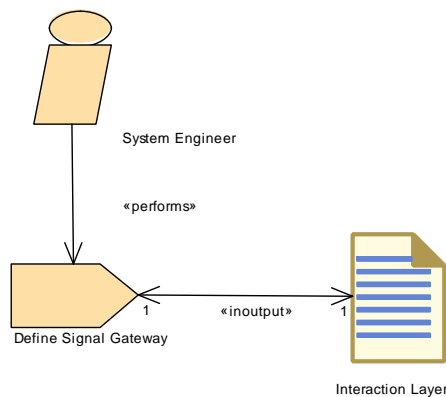 System Engineer
«performs»
1
«inoutput»
1
Define Signal Gateway
Interaction Layer